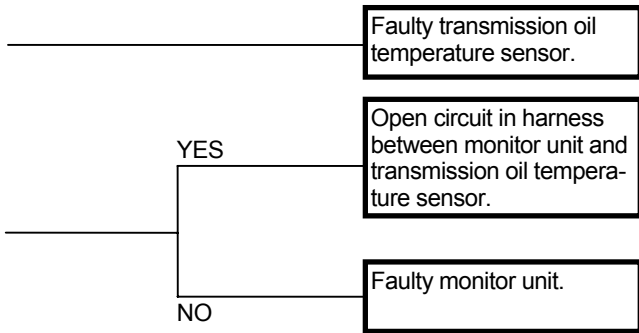 Faulty transmission oil
temperature sensor.
YES
Open circuit in harness
between monitor unit and
transmission oil tempera-
ture sensor.
NO
Faulty monitor unit.